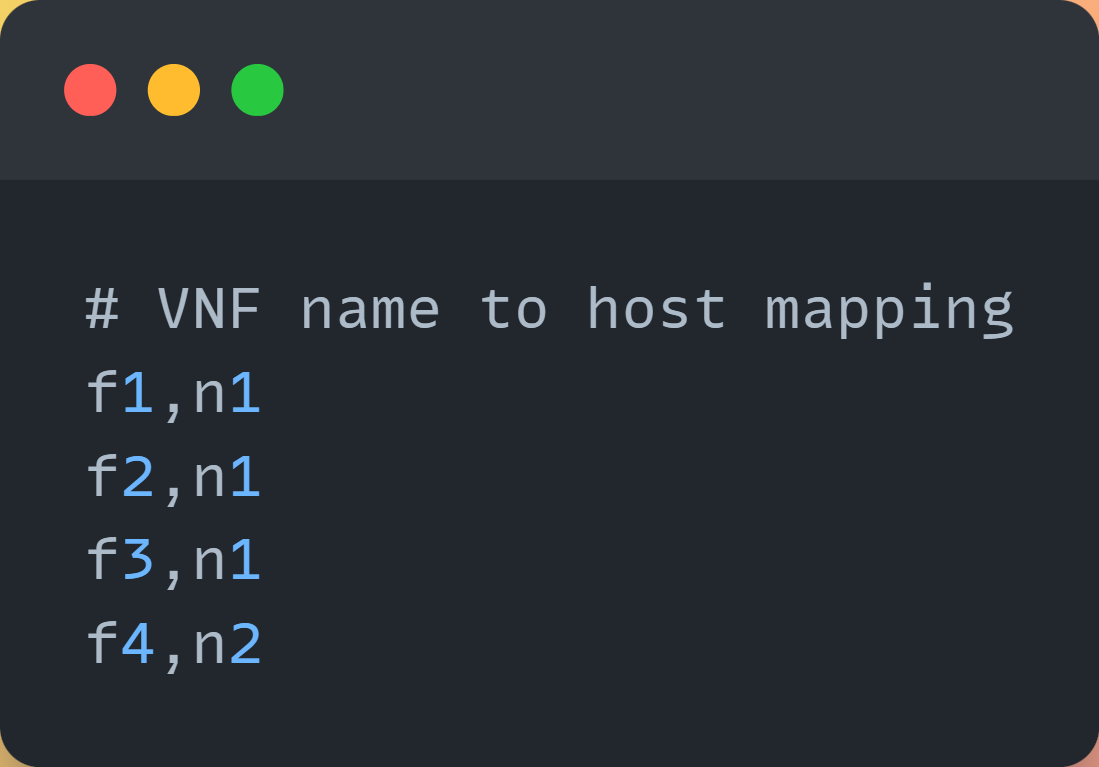 # VNF name to host mapping
f1,n1
f2,n1
f3,n1
f4,n2